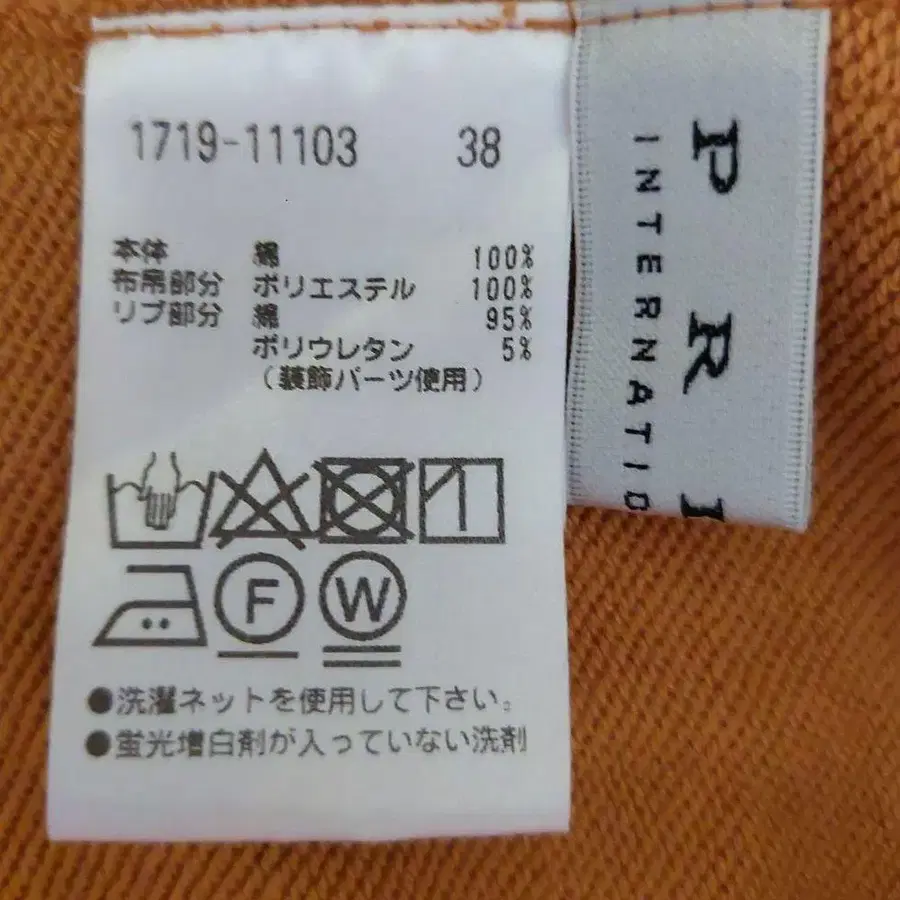 1719-11103 38
本体 綿 100%
布帛部分 ポリエステル 100%
リブ部分 綿 95%
ポリウレタン 5%
(装飾パーツ使用)
F W
●洗濯ネットを使用して下さい。
●蛍光増白剤が入っていない洗剤
P R
INTERNATIO